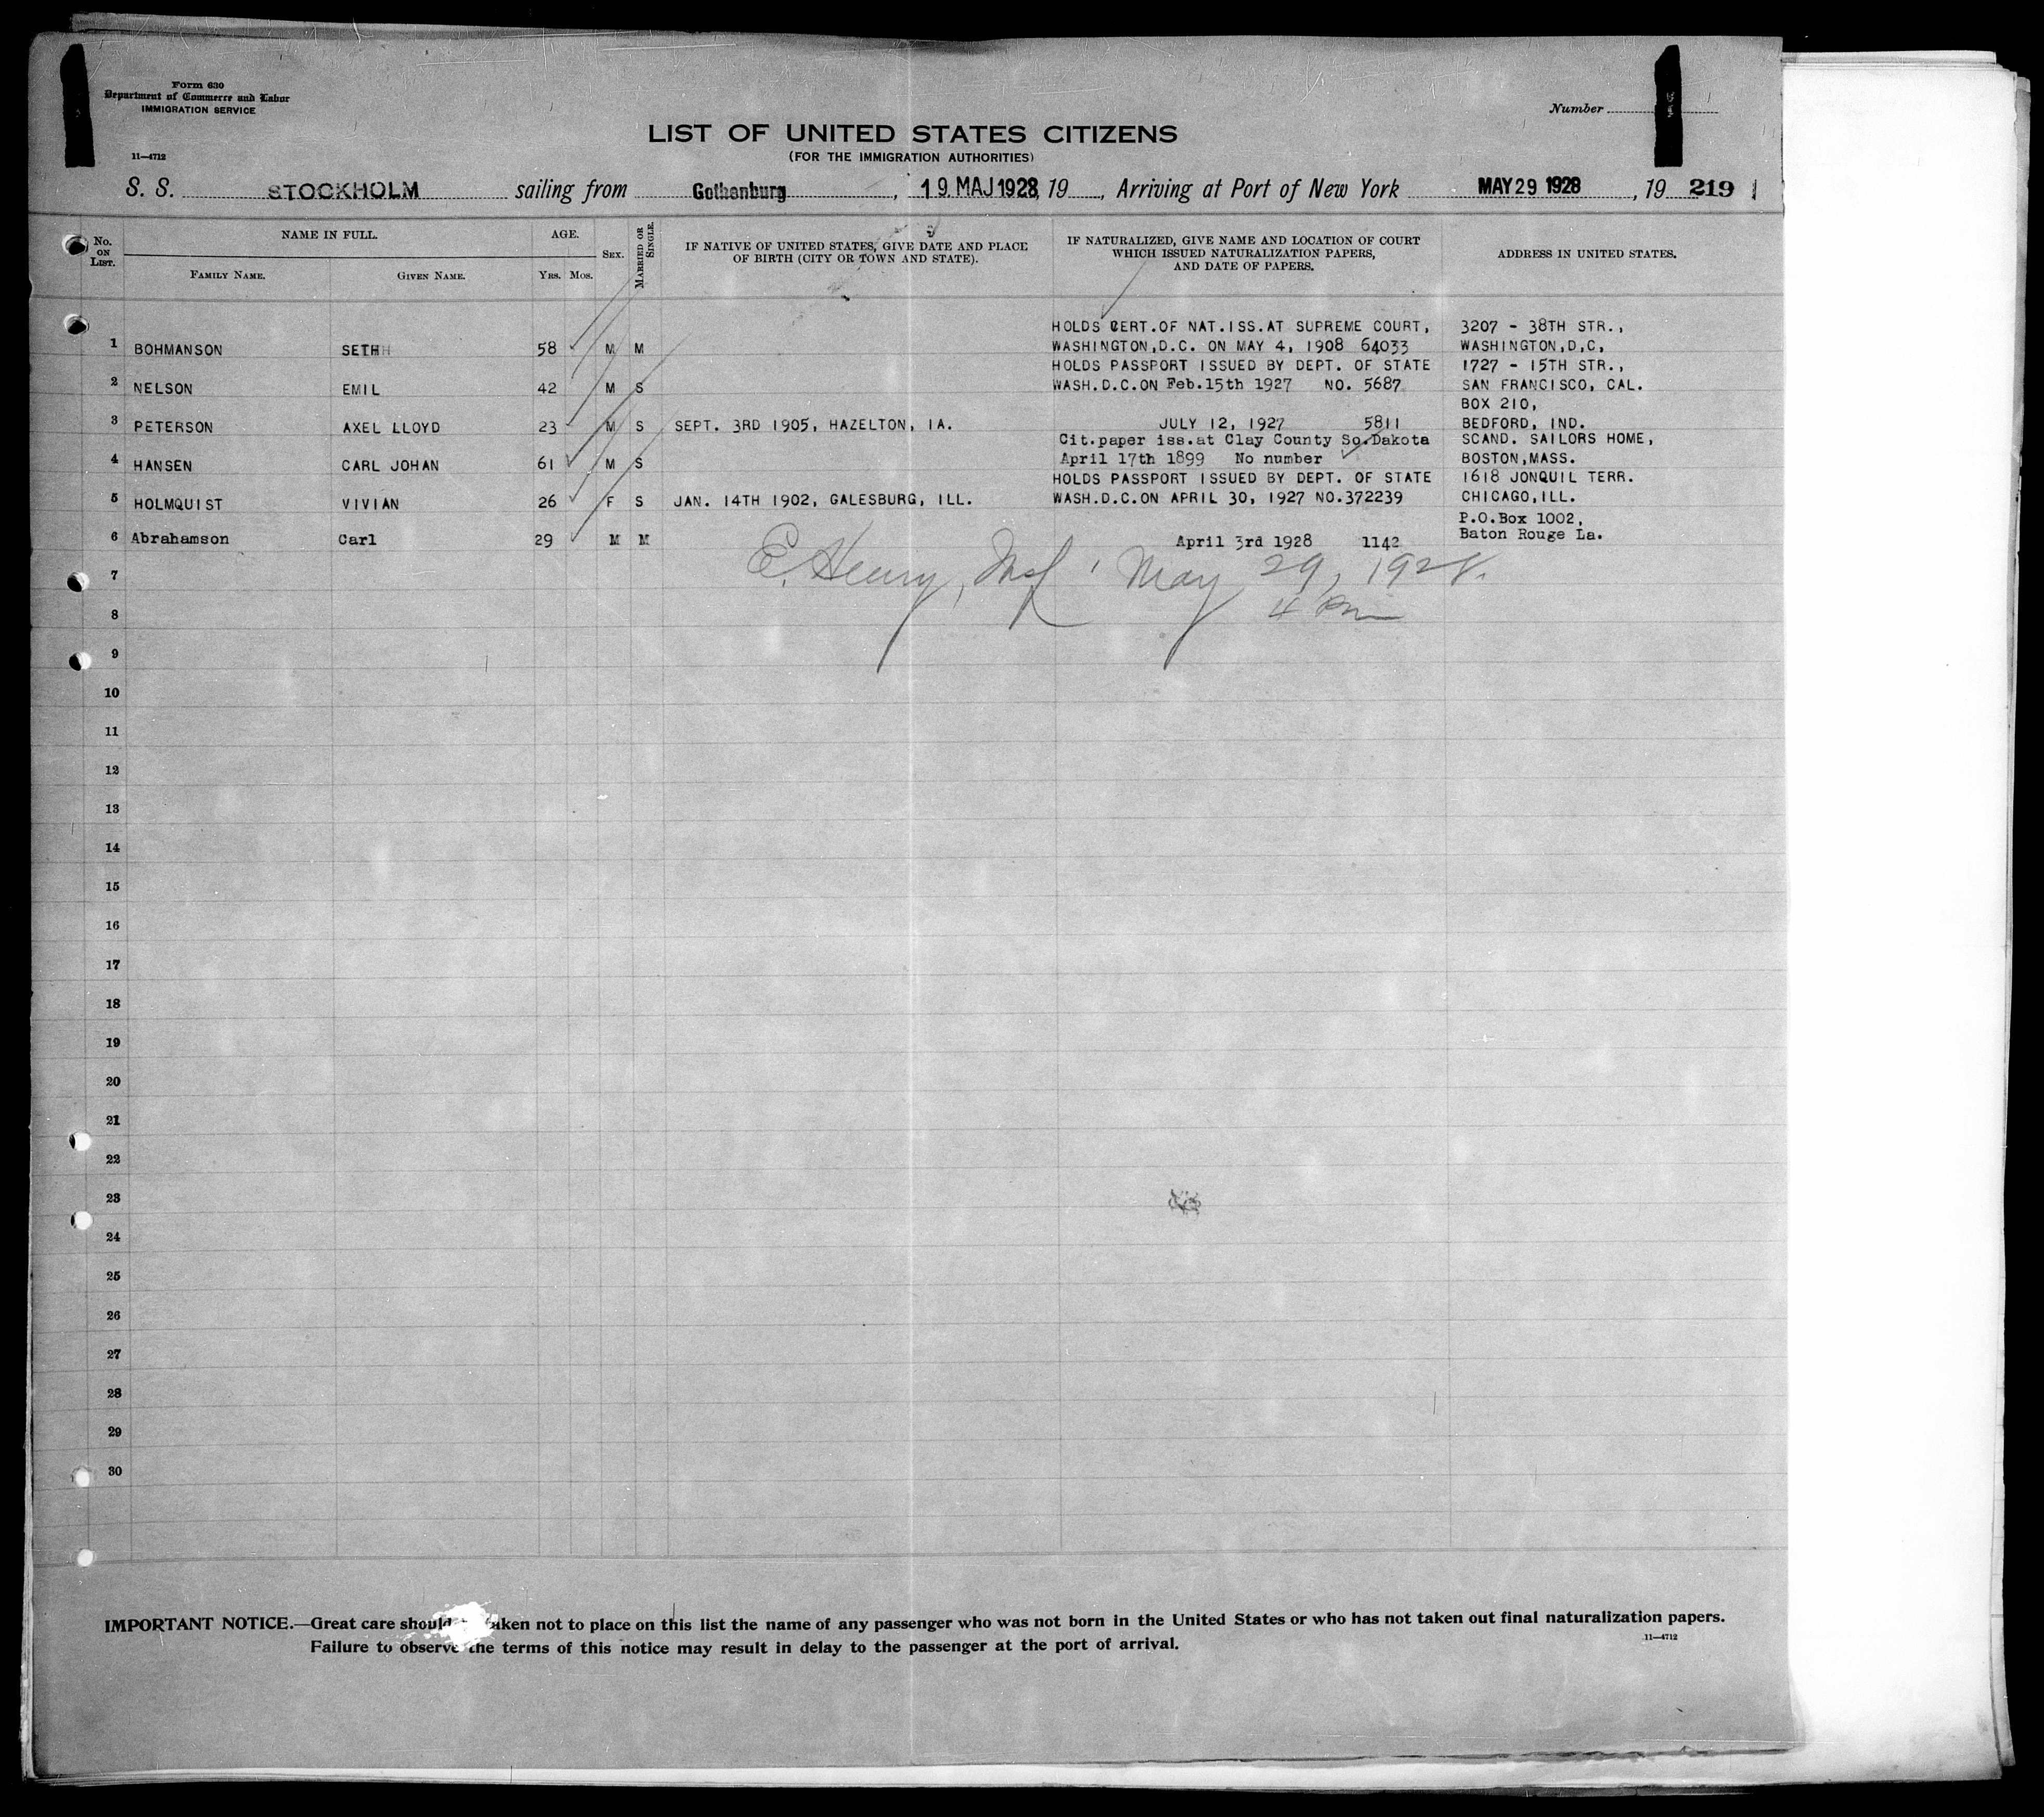 Form 630
Department of Commerce and Labor
IMMIGRATION SERVICE
Number
LIST OF UNITED STATES CITIZENS
(FOR THE IMMIGRATION AUTHORITIES)
11—4712
S. S. STOCKHOLM sailing from Gothenburg, 19. MAJ 1928, 19, Arriving at Port of New York MAY 29 1928, 19 219
No. ON LIST.
NAME IN FULL.
FAMILY NAME. GIVEN NAME.
AGE.
YRS. MOS.
SEX.
MARRIED OR SINGLE.
IF NATIVE OF UNITED STATES, GIVE DATE AND PLACE
OF BIRTH (CITY OR TOWN AND STATE).
IF NATURALIZED, GIVE NAME AND LOCATION OF COURT
WHICH ISSUED NATURALIZATION PAPERS,
AND DATE OF PAPERS.
ADDRESS IN UNITED STATES.
HOLDS CERT.OF NAT.ISS.AT SUPREME COURT, 3207 - 38TH STR.,
1 BOHMANSON SETH 58 M M WASHINGTON,D.C. ON MAY 4, 1908 64033 WASHINGTON,D,C,
HOLDS PASSPORT ISSUED BY DEPT. OF STATE 1727 - 15TH STR.,
2 NELSON EMIL 42 M S WASH.D.C.ON Feb.15th 1927 NO. 5687 SAN FRANCISCO, CAL.
BOX 210,
3 PETERSON AXEL LLOYD 23 M S SEPT. 3RD 1905, HAZELTON, IA. JULY 12, 1927 5811 BEDFORD, IND.
Cit.paper iss.at Clay County So.Dakota SCAND. SAILORS HOME,
4 HANSEN CARL JOHAN 61 M S April 17th 1899 No number BOSTON,MASS.
HOLDS PASSPORT ISSUED BY DEPT. OF STATE 1618 JONQUIL TERR.
5 HOLMQUIST VIVIAN 26 F S JAN. 14TH 1902, GALESBURG, ILL. WASH.D.C.ON APRIL 30, 1927 NO.372239 CHICAGO,ILL.
P.O.Box 1002,
6 Abrahamson Carl 29 M M April 3rd 1928 1142 Baton Rouge La.
E. Henry, Insp May 29, 1928.
4 Pm
7
8
9
10
11
12
13
14
15
16
17
18
19
20
21
22
23
24
25
26
27
28
29
30
IMPORTANT NOTICE.—Great care should taken not to place on this list the name of any passenger who was not born in the United States or who has not taken out final naturalization papers.
Failure to observe the terms of this notice may result in delay to the passenger at the port of arrival.
11—4712